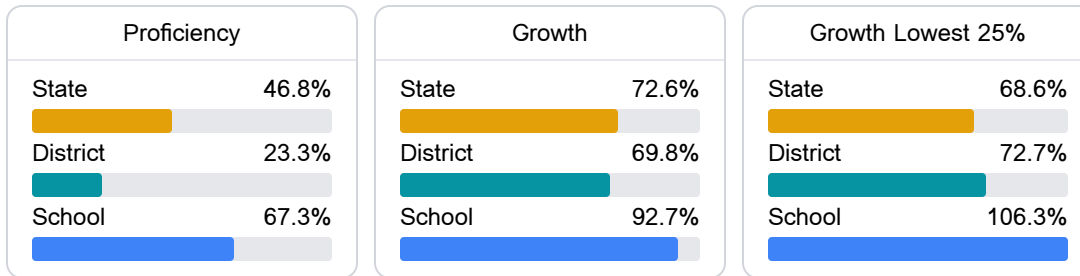 Proficiency
State 46.8%
District 23.3%
School 67.3%
Growth
State 72.6%
District 69.8%
School 92.7%
Growth Lowest 25%
State 68.6%
District 72.7%
School 106.3%